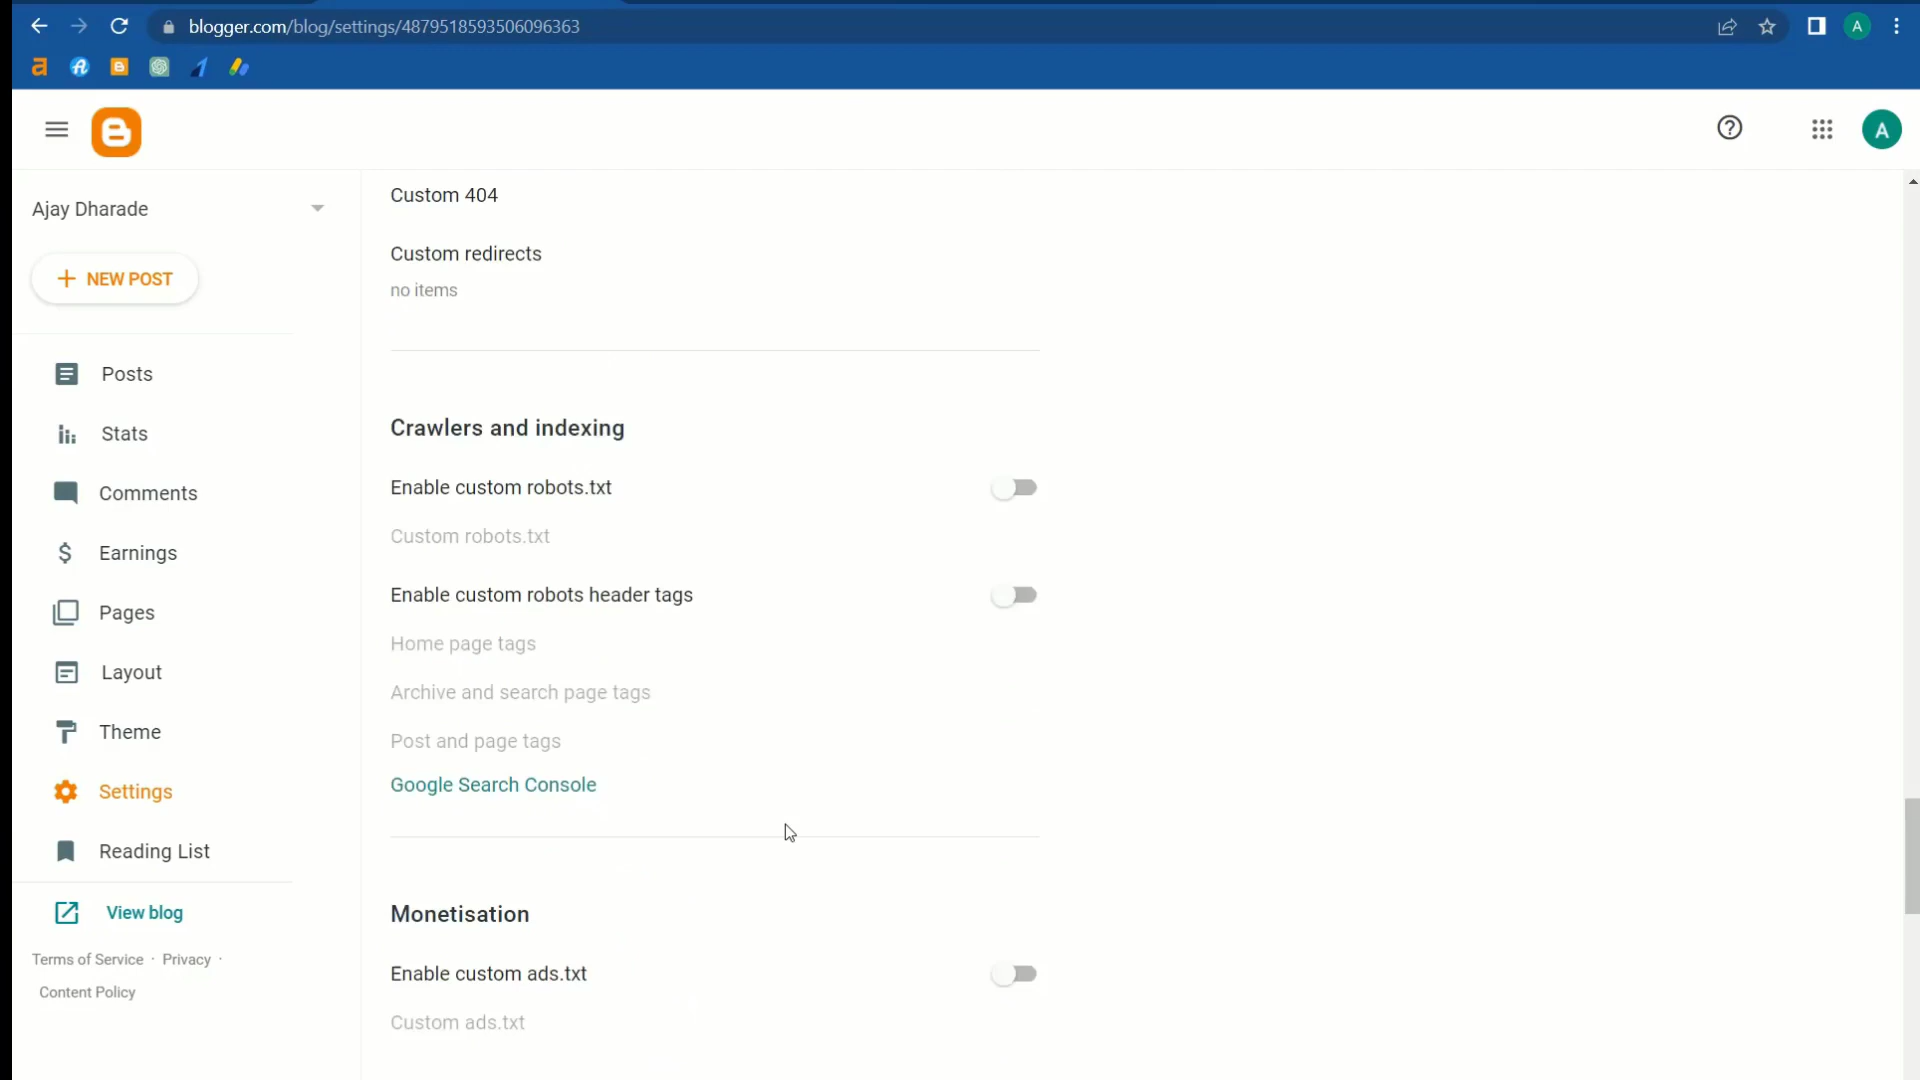 blogger.com/blog/settings/4879518593506096363
A
A
Ajay Dharade
NEW POST
Posts
Stats
Comments
Earnings
Pages
Layout
Theme
Settings
Reading List
View blog
Terms of Service · Privacy ·
Content Policy
Custom 404
Custom redirects
no items
Crawlers and indexing
Enable custom robots.txt
Custom robots.txt
Enable custom robots header tags
Home page tags
Archive and search page tags
Post and page tags
Google Search Console
Monetisation
Enable custom ads.txt
Custom ads.txt